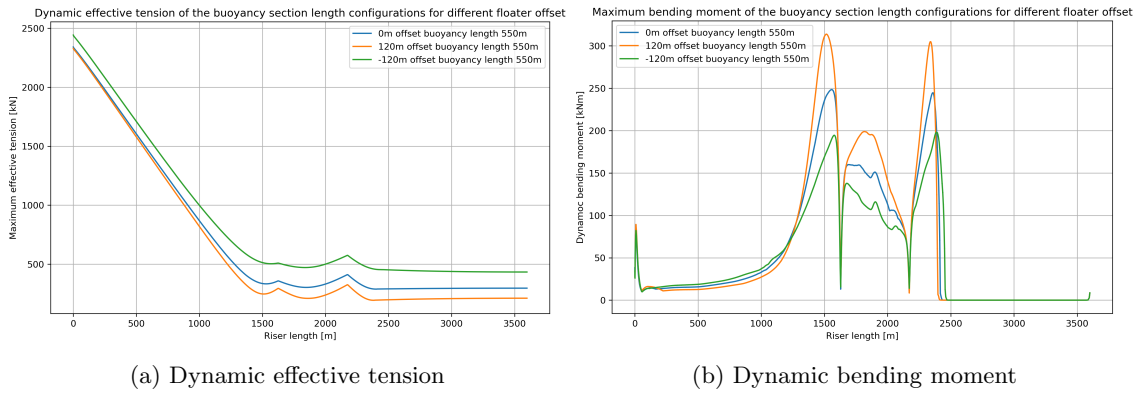 Dynamic effective tension of the buoyancy section length configurations for different floater offset
0m offset buoyancy length 550m
120m offset buoyancy length 550m
-120m offset buoyancy length 550m
Maximum effective tension [kN]
2500
2000
1500
1000
500
0 500 1000 1500 2000 2500 3000 3500
Riser length [m]
(a) Dynamic effective tension
Maximum bending moment of the buoyancy section length configurations for different floater offset
0m offset buoyancy length 550m
120m offset buoyancy length 550m
-120m offset buoyancy length 550m
Dynamoc bending moment [kNm]
300
250
200
150
100
50
0
0 500 1000 1500 2000 2500 3000 3500
Riser length [m]
(b) Dynamic bending moment